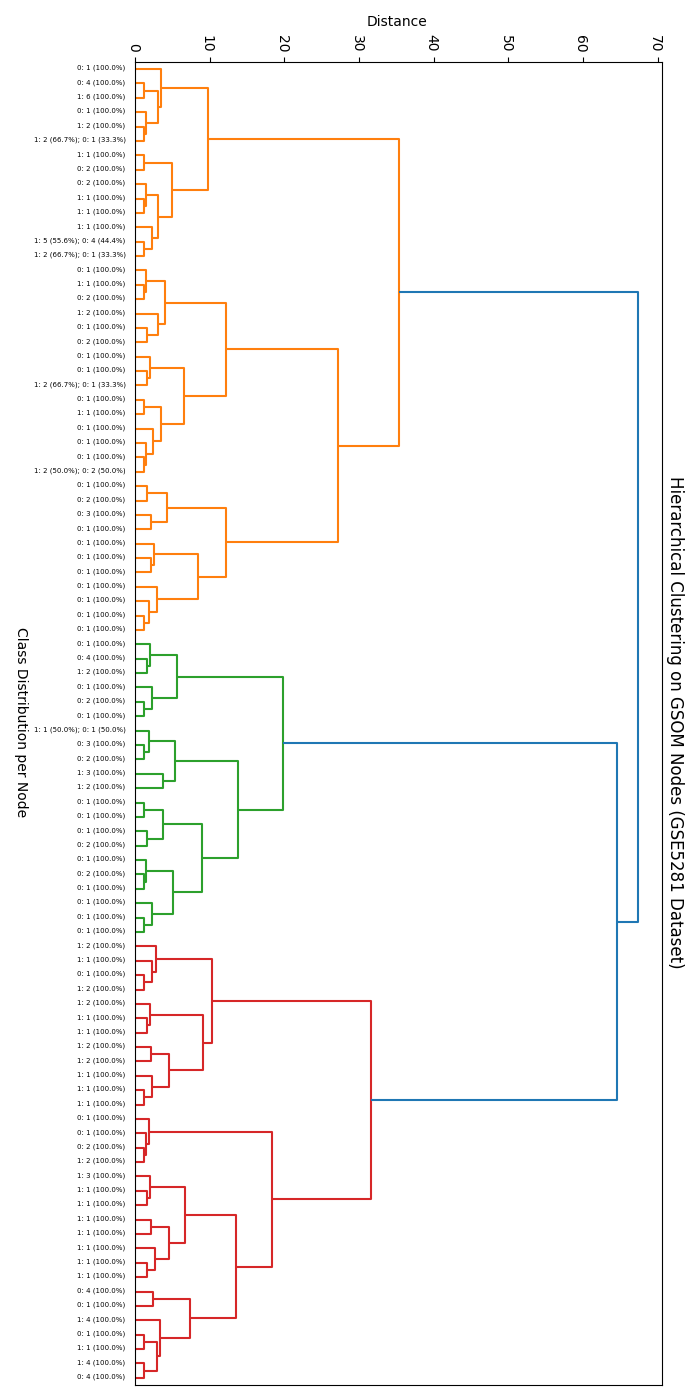 Distance
0 10 20 30 40 50 60 70
0: 1 (100.0%)
0: 4 (100.0%)
1: 6 (100.0%)
0: 1 (100.0%)
1: 2 (100.0%)
1: 2 (66.7%); 0: 1 (33.3%)
1: 1 (100.0%)
0: 2 (100.0%)
0: 2 (100.0%)
1: 1 (100.0%)
1: 1 (100.0%)
1: 1 (100.0%)
1: 5 (55.6%); 0: 4 (44.4%)
1: 2 (66.7%); 0: 1 (33.3%)
0: 1 (100.0%)
1: 1 (100.0%)
0: 2 (100.0%)
1: 2 (100.0%)
0: 1 (100.0%)
0: 2 (100.0%)
0: 1 (100.0%)
0: 1 (100.0%)
1: 2 (66.7%); 0: 1 (33.3%)
0: 1 (100.0%)
1: 1 (100.0%)
0: 1 (100.0%)
0: 1 (100.0%)
0: 1 (100.0%)
1: 2 (50.0%); 0: 2 (50.0%)
0: 1 (100.0%)
0: 2 (100.0%)
0: 3 (100.0%)
0: 1 (100.0%)
0: 1 (100.0%)
0: 1 (100.0%)
0: 1 (100.0%)
0: 1 (100.0%)
0: 1 (100.0%)
0: 1 (100.0%)
0: 1 (100.0%)
0: 1 (100.0%)
0: 4 (100.0%)
1: 2 (100.0%)
0: 1 (100.0%)
0: 2 (100.0%)
0: 1 (100.0%)
1: 1 (50.0%); 0: 1 (50.0%)
0: 3 (100.0%)
0: 2 (100.0%)
1: 3 (100.0%)
1: 2 (100.0%)
0: 1 (100.0%)
0: 1 (100.0%)
0: 1 (100.0%)
0: 2 (100.0%)
0: 1 (100.0%)
0: 2 (100.0%)
0: 1 (100.0%)
0: 1 (100.0%)
0: 1 (100.0%)
0: 1 (100.0%)
1: 2 (100.0%)
1: 1 (100.0%)
0: 1 (100.0%)
1: 2 (100.0%)
1: 2 (100.0%)
1: 1 (100.0%)
1: 1 (100.0%)
1: 2 (100.0%)
1: 2 (100.0%)
1: 1 (100.0%)
1: 1 (100.0%)
1: 1 (100.0%)
0: 1 (100.0%)
0: 1 (100.0%)
0: 2 (100.0%)
1: 2 (100.0%)
1: 3 (100.0%)
1: 1 (100.0%)
1: 1 (100.0%)
1: 1 (100.0%)
1: 1 (100.0%)
1: 1 (100.0%)
1: 1 (100.0%)
1: 1 (100.0%)
0: 4 (100.0%)
0: 1 (100.0%)
1: 4 (100.0%)
0: 1 (100.0%)
1: 1 (100.0%)
1: 4 (100.0%)
0: 4 (100.0%)
Class Distribution per Node
Hierarchical Clustering on GSOM Nodes (GSE5281 Dataset)